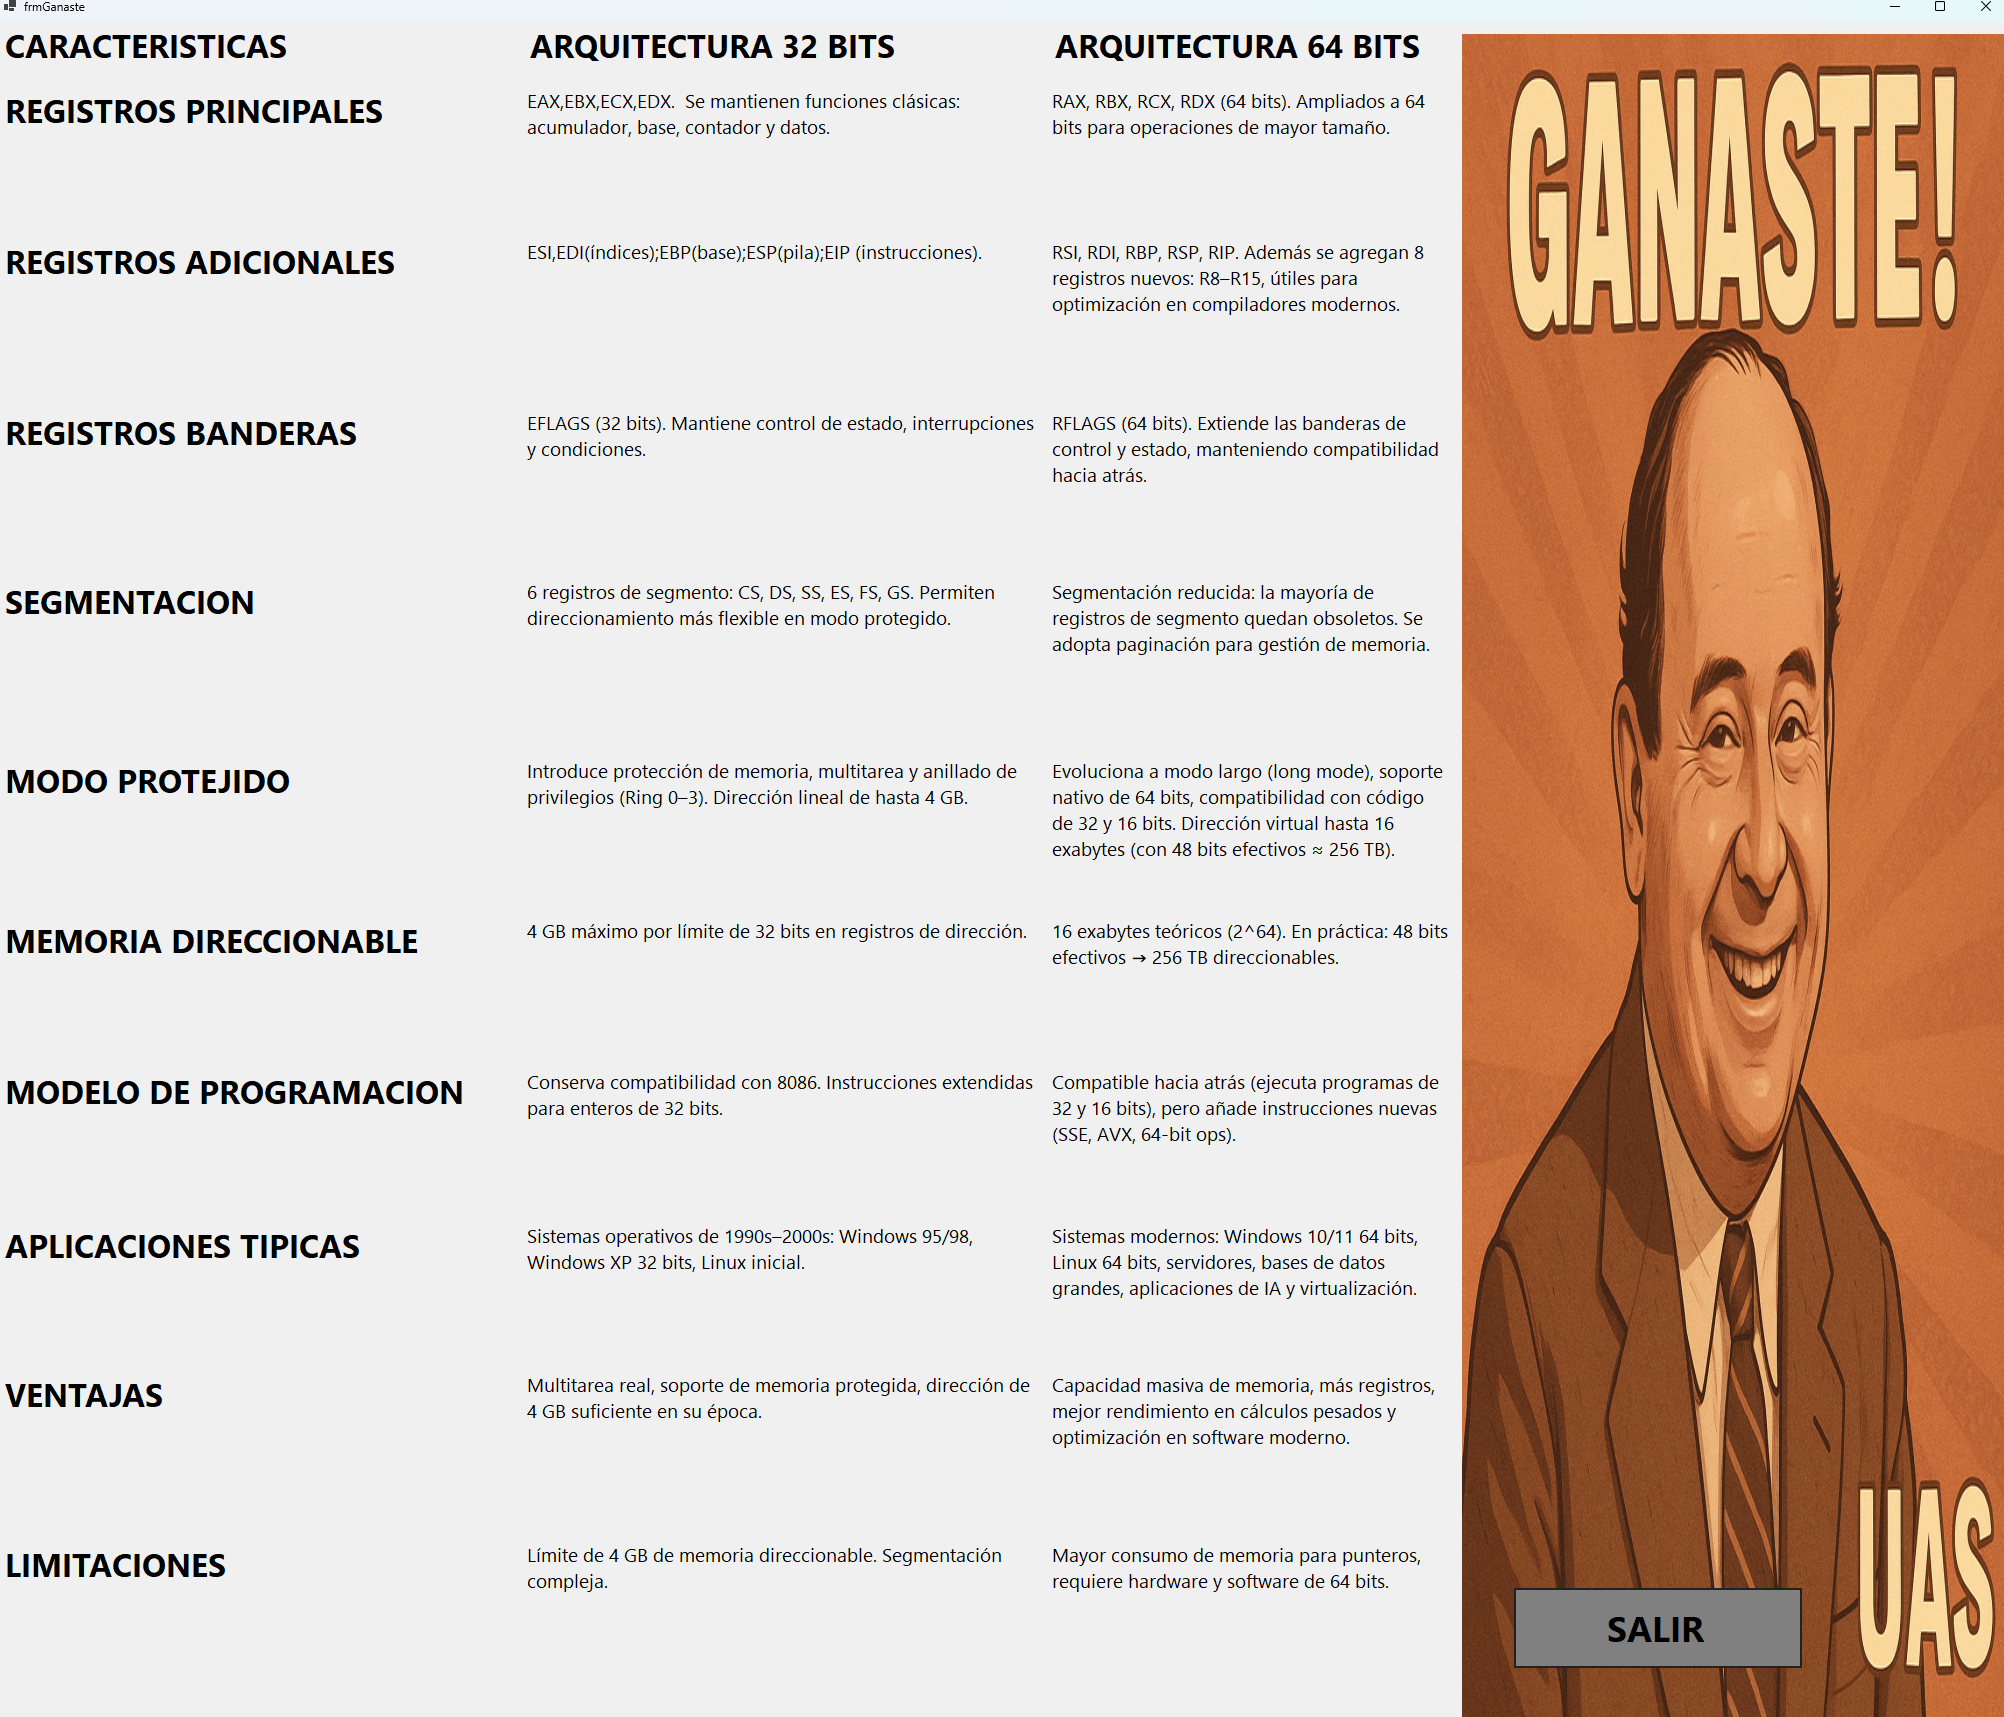 frmGanaste
CARACTERISTICAS
ARQUITECTURA 32 BITS
ARQUITECTURA 64 BITS
REGISTROS PRINCIPALES
EAX,EBX,ECX,EDX.  Se mantienen funciones clásicas:
acumulador, base, contador y datos.
RAX, RBX, RCX, RDX (64 bits). Ampliados a 64
bits para operaciones de mayor tamaño.
REGISTROS ADICIONALES
ESI,EDI(índices);EBP(base);ESP(pila);EIP (instrucciones).
RSI, RDI, RBP, RSP, RIP. Además se agregan 8
registros nuevos: R8–R15, útiles para
optimización en compiladores modernos.
REGISTROS BANDERAS
EFLAGS (32 bits). Mantiene control de estado, interrupciones
y condiciones.
RFLAGS (64 bits). Extiende las banderas de
control y estado, manteniendo compatibilidad
hacia atrás.
SEGMENTACION
6 registros de segmento: CS, DS, SS, ES, FS, GS. Permiten
direccionamiento más flexible en modo protegido.
Segmentación reducida: la mayoría de
registros de segmento quedan obsoletos. Se
adopta paginación para gestión de memoria.
MODO PROTEJIDO
Introduce protección de memoria, multitarea y anillado de
privilegios (Ring 0–3). Dirección lineal de hasta 4 GB.
Evoluciona a modo largo (long mode), soporte
nativo de 64 bits, compatibilidad con código
de 32 y 16 bits. Dirección virtual hasta 16
exabytes (con 48 bits efectivos ≈ 256 TB).
MEMORIA DIRECCIONABLE
4 GB máximo por límite de 32 bits en registros de dirección.
16 exabytes teóricos (2^64). En práctica: 48 bits
efectivos → 256 TB direccionables.
MODELO DE PROGRAMACION
Conserva compatibilidad con 8086. Instrucciones extendidas
para enteros de 32 bits.
Compatible hacia atrás (ejecuta programas de
32 y 16 bits), pero añade instrucciones nuevas
(SSE, AVX, 64-bit ops).
APLICACIONES TIPICAS
Sistemas operativos de 1990s–2000s: Windows 95/98,
Windows XP 32 bits, Linux inicial.
Sistemas modernos: Windows 10/11 64 bits,
Linux 64 bits, servidores, bases de datos
grandes, aplicaciones de IA y virtualización.
VENTAJAS
Multitarea real, soporte de memoria protegida, dirección de
4 GB suficiente en su época.
Capacidad masiva de memoria, más registros,
mejor rendimiento en cálculos pesados y
optimización en software moderno.
LIMITACIONES
Límite de 4 GB de memoria direccionable. Segmentación
compleja.
Mayor consumo de memoria para punteros,
requiere hardware y software de 64 bits.
GANASTE!
UAS
SALIR